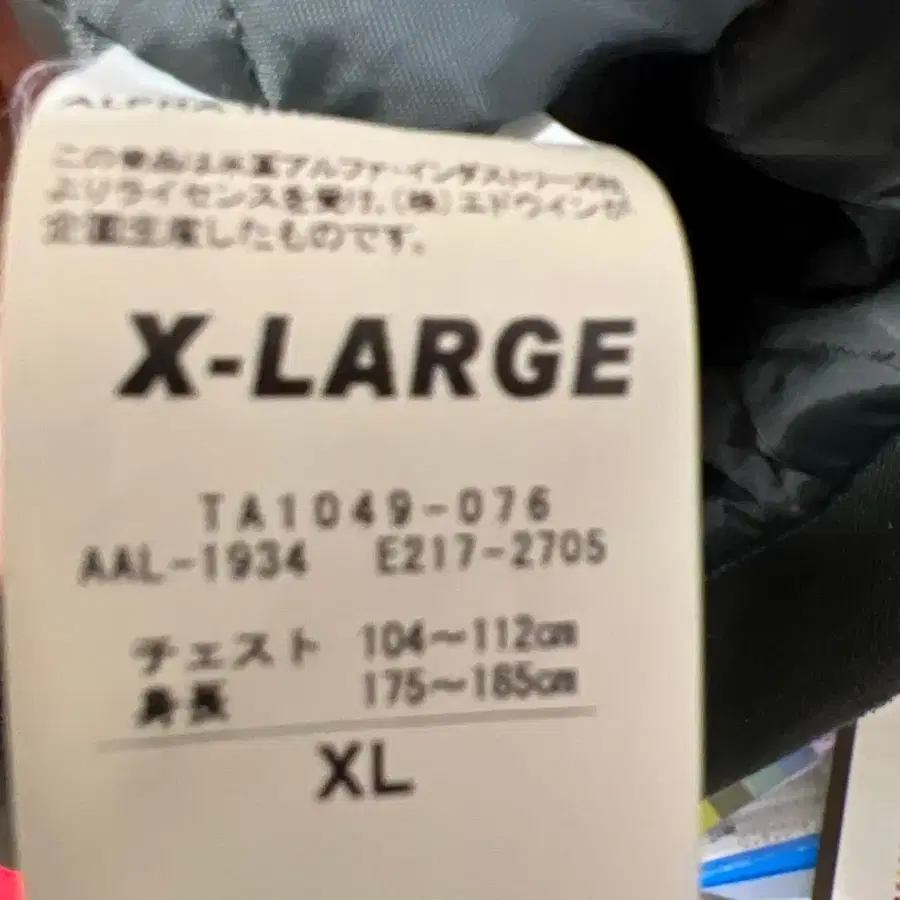 この商品は米国アルファ・インダストリーズ社
よりライセンスを受け、(株)エドウインが
企画生産したものです。
X-LARGE
TA1049-076
AAL-1934 E217-2705
チェスト 104～112㎝
身長 175～185㎝
XL